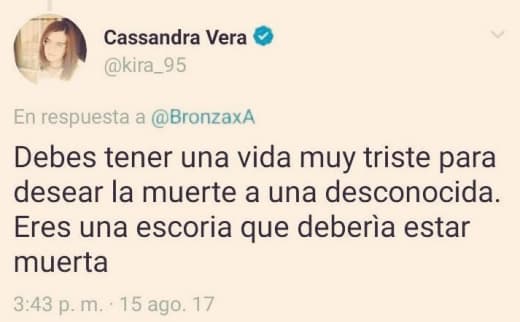 Cassandra Vera
@kira_95
En respuesta a @BronzaxA
Debes tener una vida muy triste para
desear la muerte a una desconocida.
Eres una escoria que deberìa estar
muerta
3:43 p. m. · 15 ago. 17